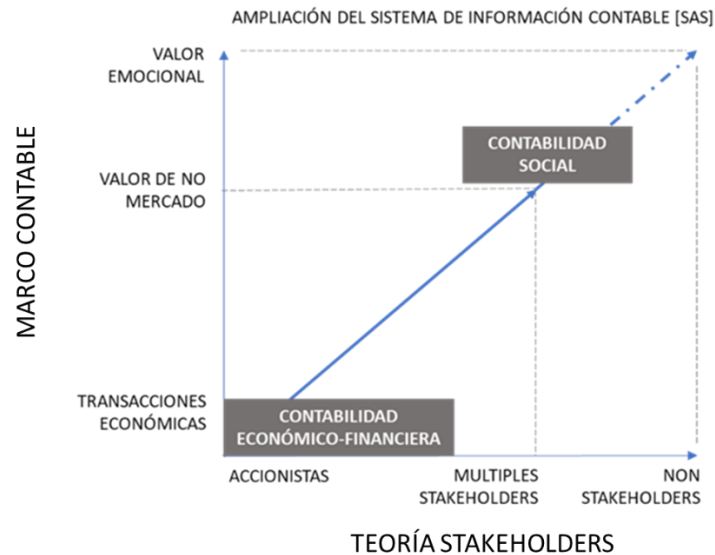 AMPLIACIÓN DEL SISTEMA DE INFORMACIÓN CONTABLE [SAS]
VALOR
EMOCIONAL
CONTABILIDAD
SOCIAL
VALOR DE NO
MERCADO
MARCO CONTABLE
TRANSACCIONES
ECONÓMICAS
CONTABILIDAD
ECONÓMICO-FINANCIERA
ACCIONISTAS
MULTIPLES
STAKEHOLDERS
NON
STAKEHOLDERS
TEORÍA STAKEHOLDERS